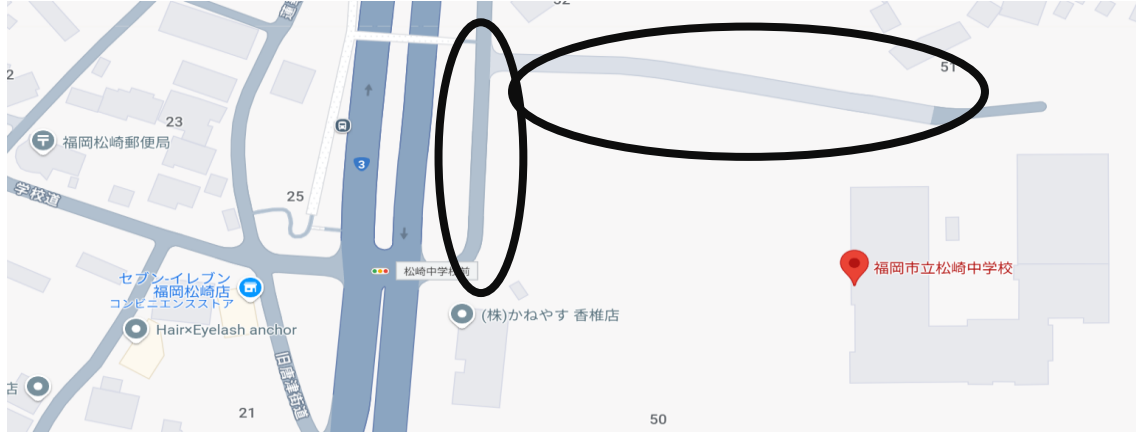 51
2
23
福岡松崎郵便局
3
学校道
25
松崎中学校前
福岡市立松崎中学校
セブン-イレブン
福岡松崎店
コンビニエンスストア
(株)かねやす 香椎店
Hair×Eyelash anchor
旧唐津街道
店
21
50